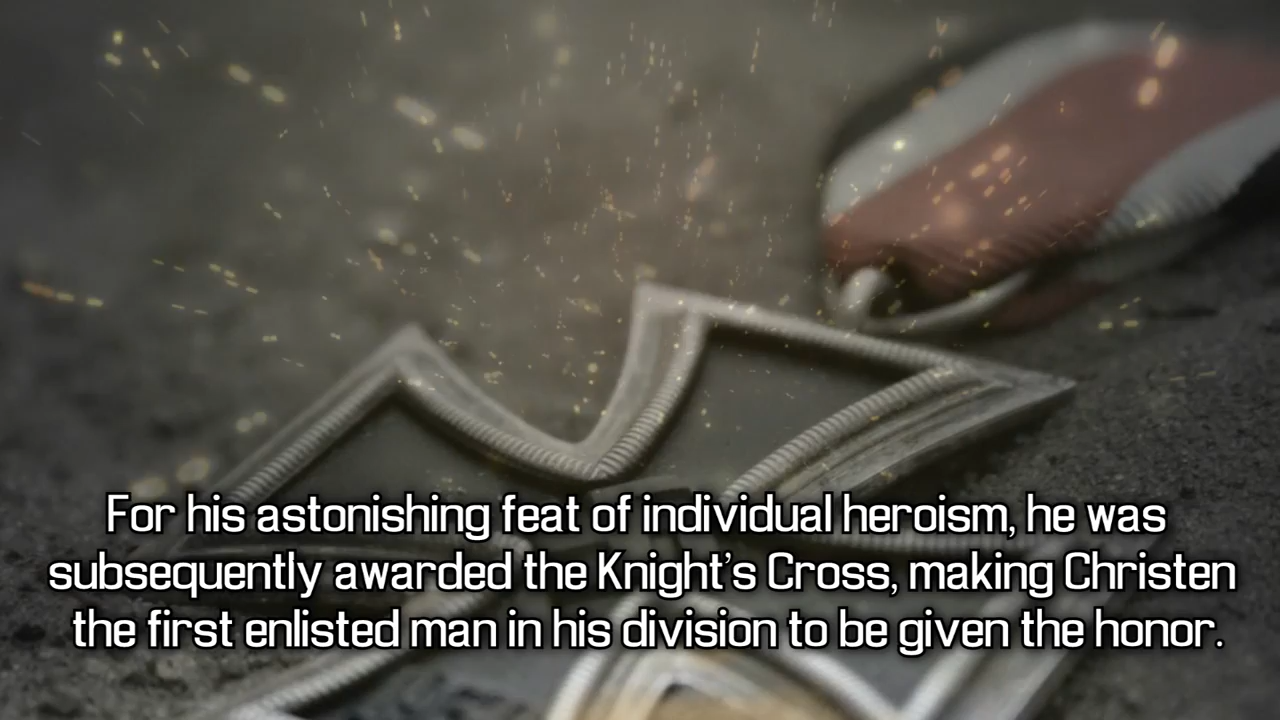 For his astonishing feat of individual heroism, he was
subsequently awarded the Knight's Cross, making Christen
the first enlisted man in his division to be given the honor.